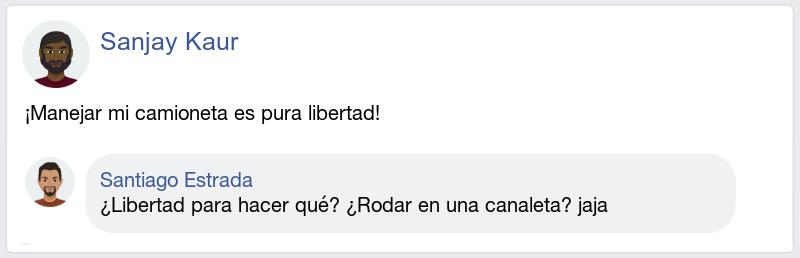 Sanjay Kaur
¡Manejar mi camioneta es pura libertad!
Santiago Estrada
¿Libertad para hacer qué? ¿Rodar en una canaleta? jaja